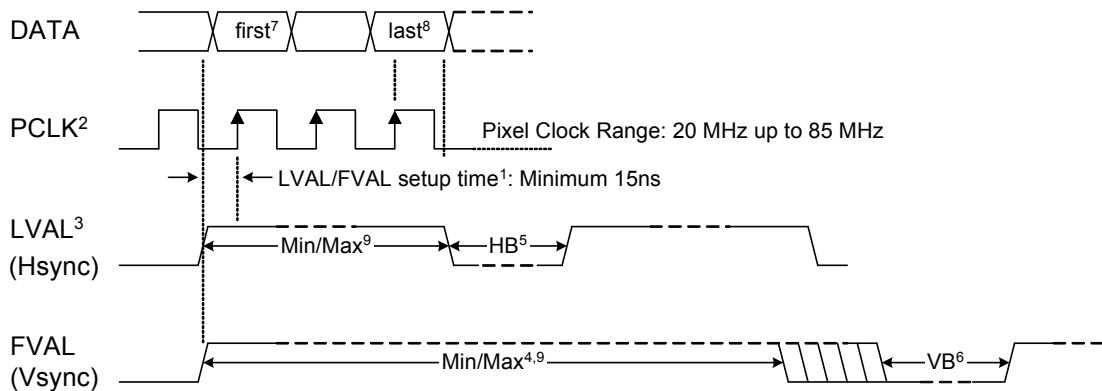 DATA
first⁷
last⁸
PCLK²
Pixel Clock Range: 20 MHz up to 85 MHz
LVAL/FVAL setup time¹: Minimum 15ns
LVAL³
(Hsync)
Min/Max⁹
HB⁵
FVAL
(Vsync)
Min/Max⁴,⁹
VB⁶